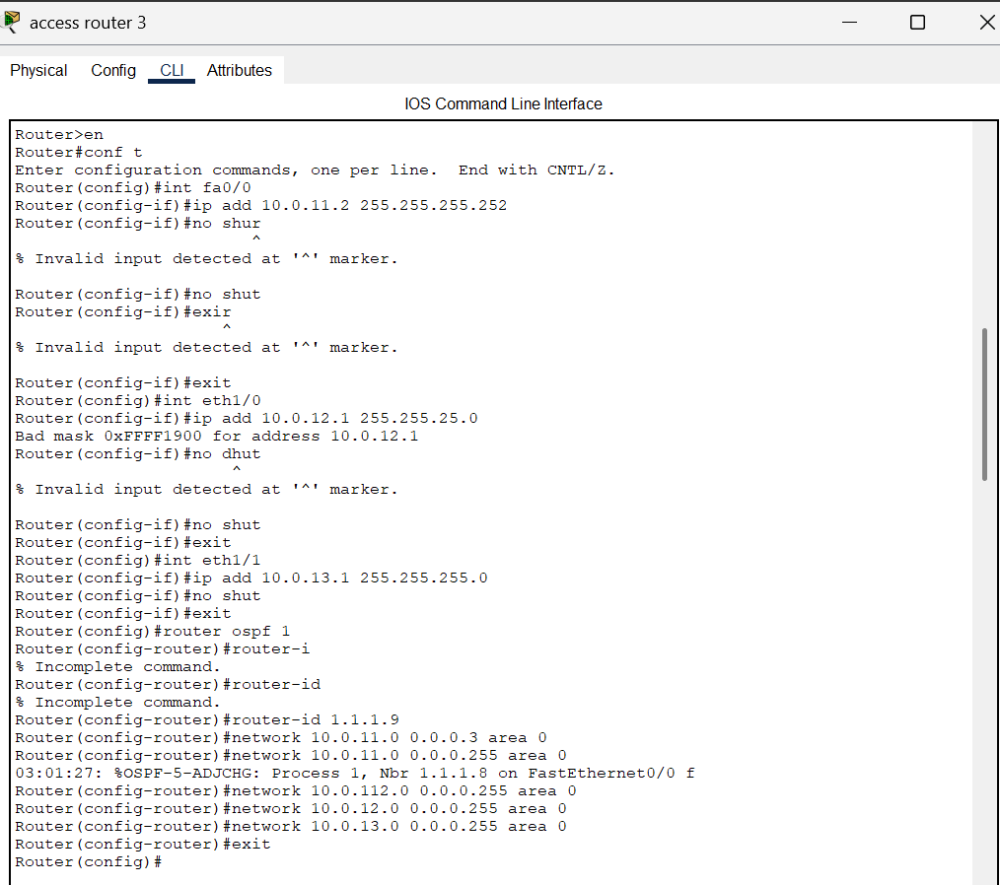 access router 3
Physical Config CLI Attributes
IOS Command Line Interface
Router>en
Router#conf t
Enter configuration commands, one per line.  End with CNTL/Z.
Router(config)#int fa0/0
Router(config-if)#ip add 10.0.11.2 255.255.255.252
Router(config-if)#no shur
^
% Invalid input detected at '^' marker.
Router(config-if)#no shut
Router(config-if)#exir
^
% Invalid input detected at '^' marker.
Router(config-if)#exit
Router(config)#int eth1/0
Router(config-if)#ip add 10.0.12.1 255.255.25.0
Bad mask 0xFFFF1900 for address 10.0.12.1
Router(config-if)#no dhut
^
% Invalid input detected at '^' marker.
Router(config-if)#no shut
Router(config-if)#exit
Router(config)#int eth1/1
Router(config-if)#ip add 10.0.13.1 255.255.255.0
Router(config-if)#no shut
Router(config-if)#exit
Router(config)#router ospf 1
Router(config-router)#router-i
% Incomplete command.
Router(config-router)#router-id
% Incomplete command.
Router(config-router)#router-id 1.1.1.9
Router(config-router)#network 10.0.11.0 0.0.0.3 area 0
Router(config-router)#network 10.0.11.0 0.0.0.255 area 0
03:01:27: %OSPF-5-ADJCHG: Process 1, Nbr 1.1.1.8 on FastEthernet0/0 f
Router(config-router)#network 10.0.112.0 0.0.0.255 area 0
Router(config-router)#network 10.0.12.0 0.0.0.255 area 0
Router(config-router)#network 10.0.13.0 0.0.0.255 area 0
Router(config-router)#exit
Router(config)#